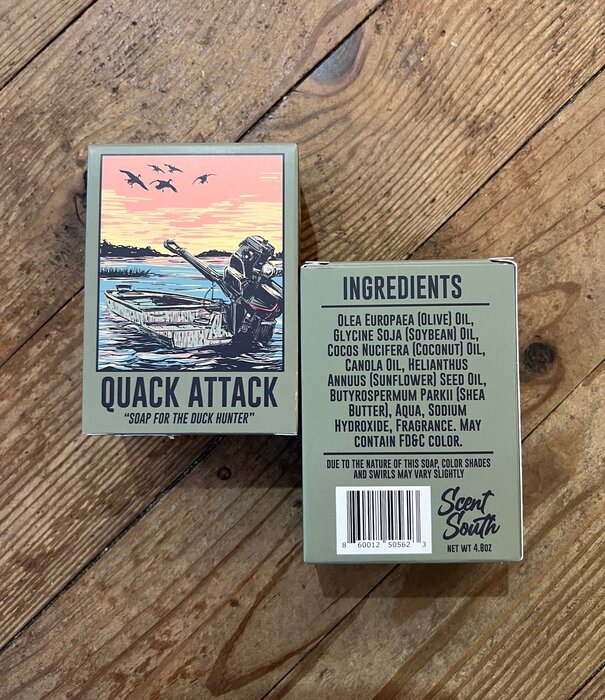 QUACK ATTACK
"SOAP FOR THE DUCK HUNTER"
INGREDIENTS
OLEA EUROPAEA (OLIVE) OIL,
GLYCINE SOJA (SOYBEAN) OIL,
COCOS NUCIFERA (COCONUT) OIL,
CANOLA OIL, HELIANTHUS
ANNUUS (SUNFLOWER) SEED OIL,
BUTYROSPERMUM PARKII (SHEA
BUTTER), AQUA, SODIUM
HYDROXIDE, FRAGRANCE. MAY
CONTAIN FD&C COLOR.
DUE TO THE NATURE OF THIS SOAP, COLOR SHADES
AND SWIRLS MAY VARY SLIGHTLY
8 60012 50562 3
Scent
South
NET WT 4.8OZ